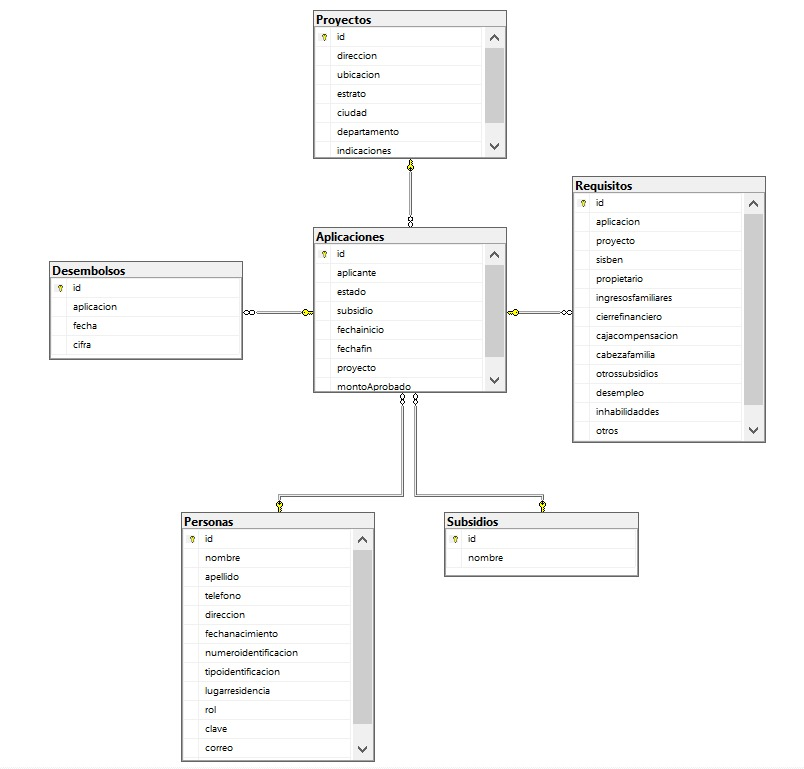 Proyectos
id
direccion
ubicacion
estrato
ciudad
departamento
indicaciones
Requisitos
id
aplicacion
proyecto
sisben
propietario
ingresosfamiliares
cierrefinanciero
cajacompensacion
cabezafamilia
otrossubsidios
desempleo
inhabilidaddes
otros
Aplicaciones
id
aplicante
estado
subsidio
fechainicio
fechafin
proyecto
montoAprobado
Desembolsos
id
aplicacion
fecha
cifra
Personas
id
nombre
apellido
telefono
direccion
fechanacimiento
numeroidentificacion
tipoidentificacion
lugarresidencia
rol
clave
correo
Subsidios
id
nombre